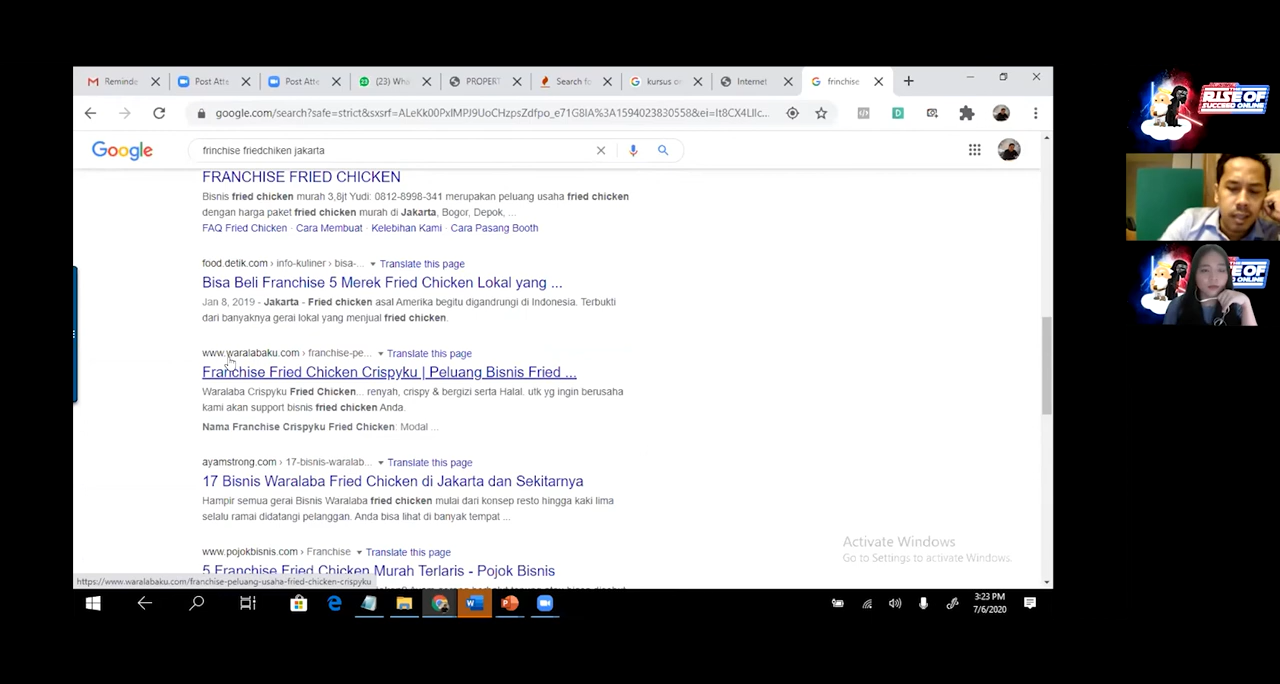 Reminde
Post Atte
Post Atte
(23) Wha
PROPERT
Search fo
kursus or
Internet
frinchise
google.com/search?safe=strict&sxsrf=ALeKk00PxlMPJ9UoCHzpsZdfpo_e71G8IA%3A1594023830558&ei=It8CX4LIlc...
Google
frinchise friedchiken jakarta
FRANCHISE FRIED CHICKEN
Bisnis fried chicken murah 3,8jt Yudi: 0812-8998-341 merupakan peluang usaha fried chicken
dengan harga paket fried chicken murah di Jakarta, Bogor, Depok, ...
FAQ Fried Chicken · Cara Membuat · Kelebihan Kami · Cara Pasang Booth
food.detik.com › info-kuliner › bisa-... Translate this page
Bisa Beli Franchise 5 Merek Fried Chicken Lokal yang ...
Jan 8, 2019 - Jakarta - Fried chicken asal Amerika begitu digandrungi di Indonesia. Terbukti
dari banyaknya gerai lokal yang menjual fried chicken.
www.waralabaku.com › franchise-pe... Translate this page
Franchise Fried Chicken Crispyku | Peluang Bisnis Fried ...
Waralaba Crispyku Fried Chicken... renyah, crispy & bergizi serta Halal. utk yg ingin berusaha
kami akan support bisnis fried chicken Anda.
Nama Franchise Crispyku Fried Chicken: Modal ...
ayamstrong.com › 17-bisnis-waralab... Translate this page
17 Bisnis Waralaba Fried Chicken di Jakarta dan Sekitarnya
Hampir semua gerai Bisnis Waralaba fried chicken mulai dari konsep resto hingga kaki lima
selalu ramai didatangi pelanggan. Anda bisa lihat di banyak tempat ...
www.pojokbisnis.com › Franchise Translate this page
5 Franchise Fried Chicken Murah Terlaris - Pojok Bisnis
https://www.waralabaku.com/franchise-peluang-usaha-fried-chicken-crispyku
Activate Windows
Go to Settings to activate Windows.
3:23 PM
7/6/2020
RISE OF
SUCCEED ONLINE